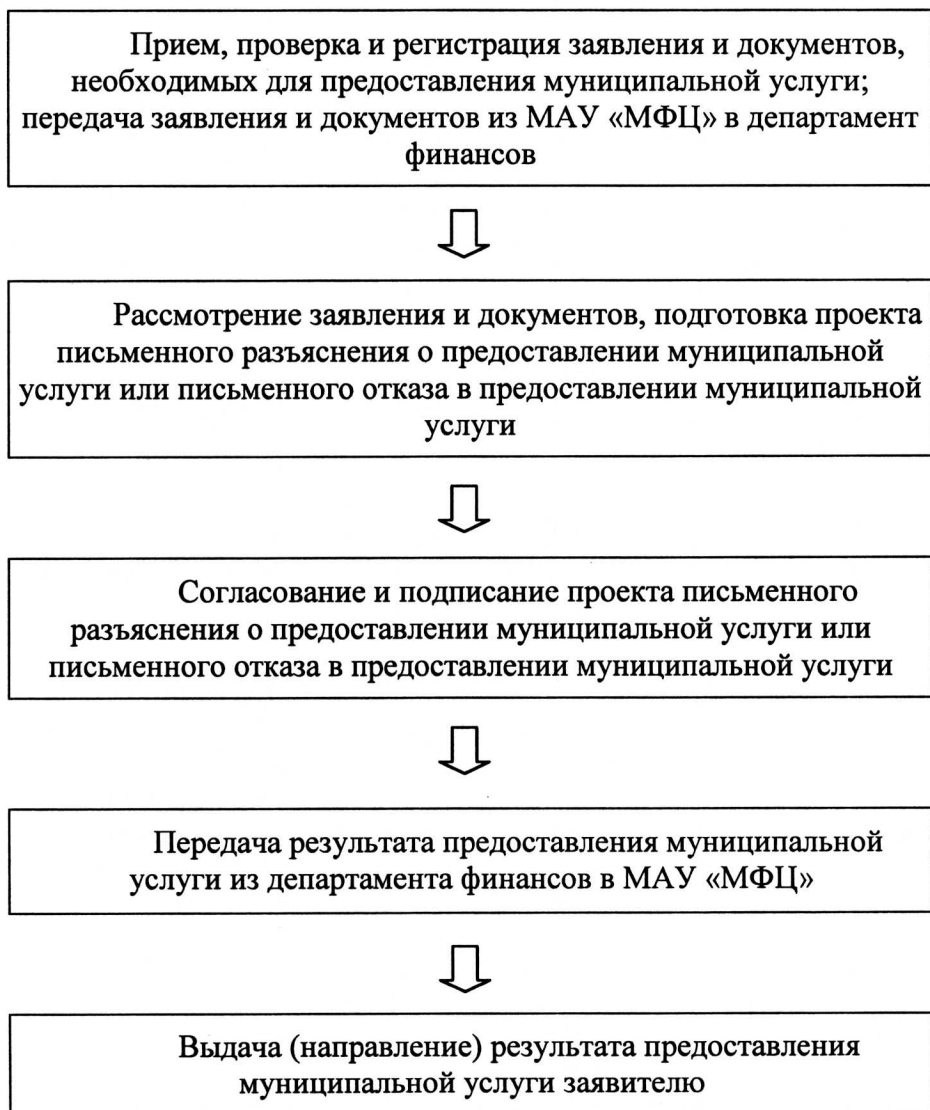 Прием, проверка и регистрация заявления и документов,
необходимых для предоставления муниципальной услуги;
передача заявления и документов из МАУ «МФЦ» в департамент
финансов
Рассмотрение заявления и документов, подготовка проекта
письменного разъяснения о предоставлении муниципальной
услуги или письменного отказа в предоставлении муниципальной
услуги
Согласование и подписание проекта письменного
разъяснения о предоставлении муниципальной услуги или
письменного отказа в предоставлении муниципальной услуги
Передача результата предоставления муниципальной
услуги из департамента финансов в МАУ «МФЦ»
Выдача (направление) результата предоставления
муниципальной услуги заявителю